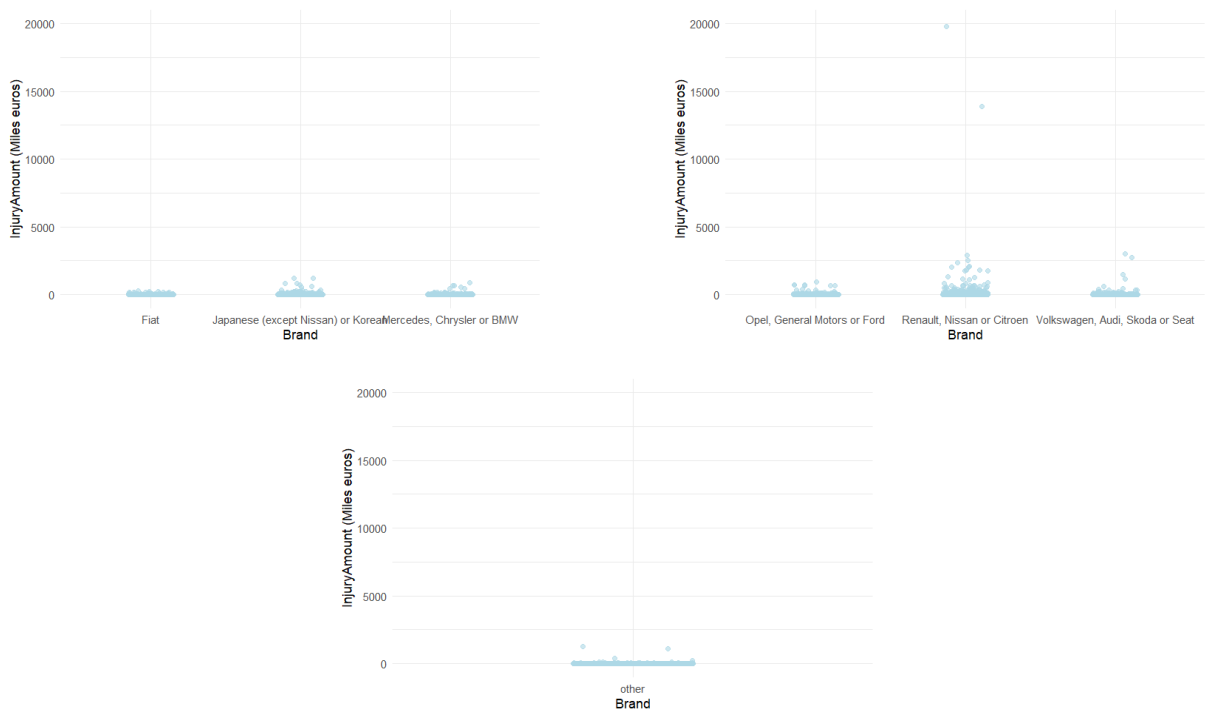 InjuryAmount (Miles euros)
20000
15000
10000
5000
0
Fiat
Japanese (except Nissan) or Korean
Mercedes, Chrysler or BMW
Brand
InjuryAmount (Miles euros)
20000
15000
10000
5000
0
Opel, General Motors or Ford
Renault, Nissan or Citroen
Volkswagen, Audi, Skoda or Seat
Brand
InjuryAmount (Miles euros)
20000
15000
10000
5000
0
other
Brand